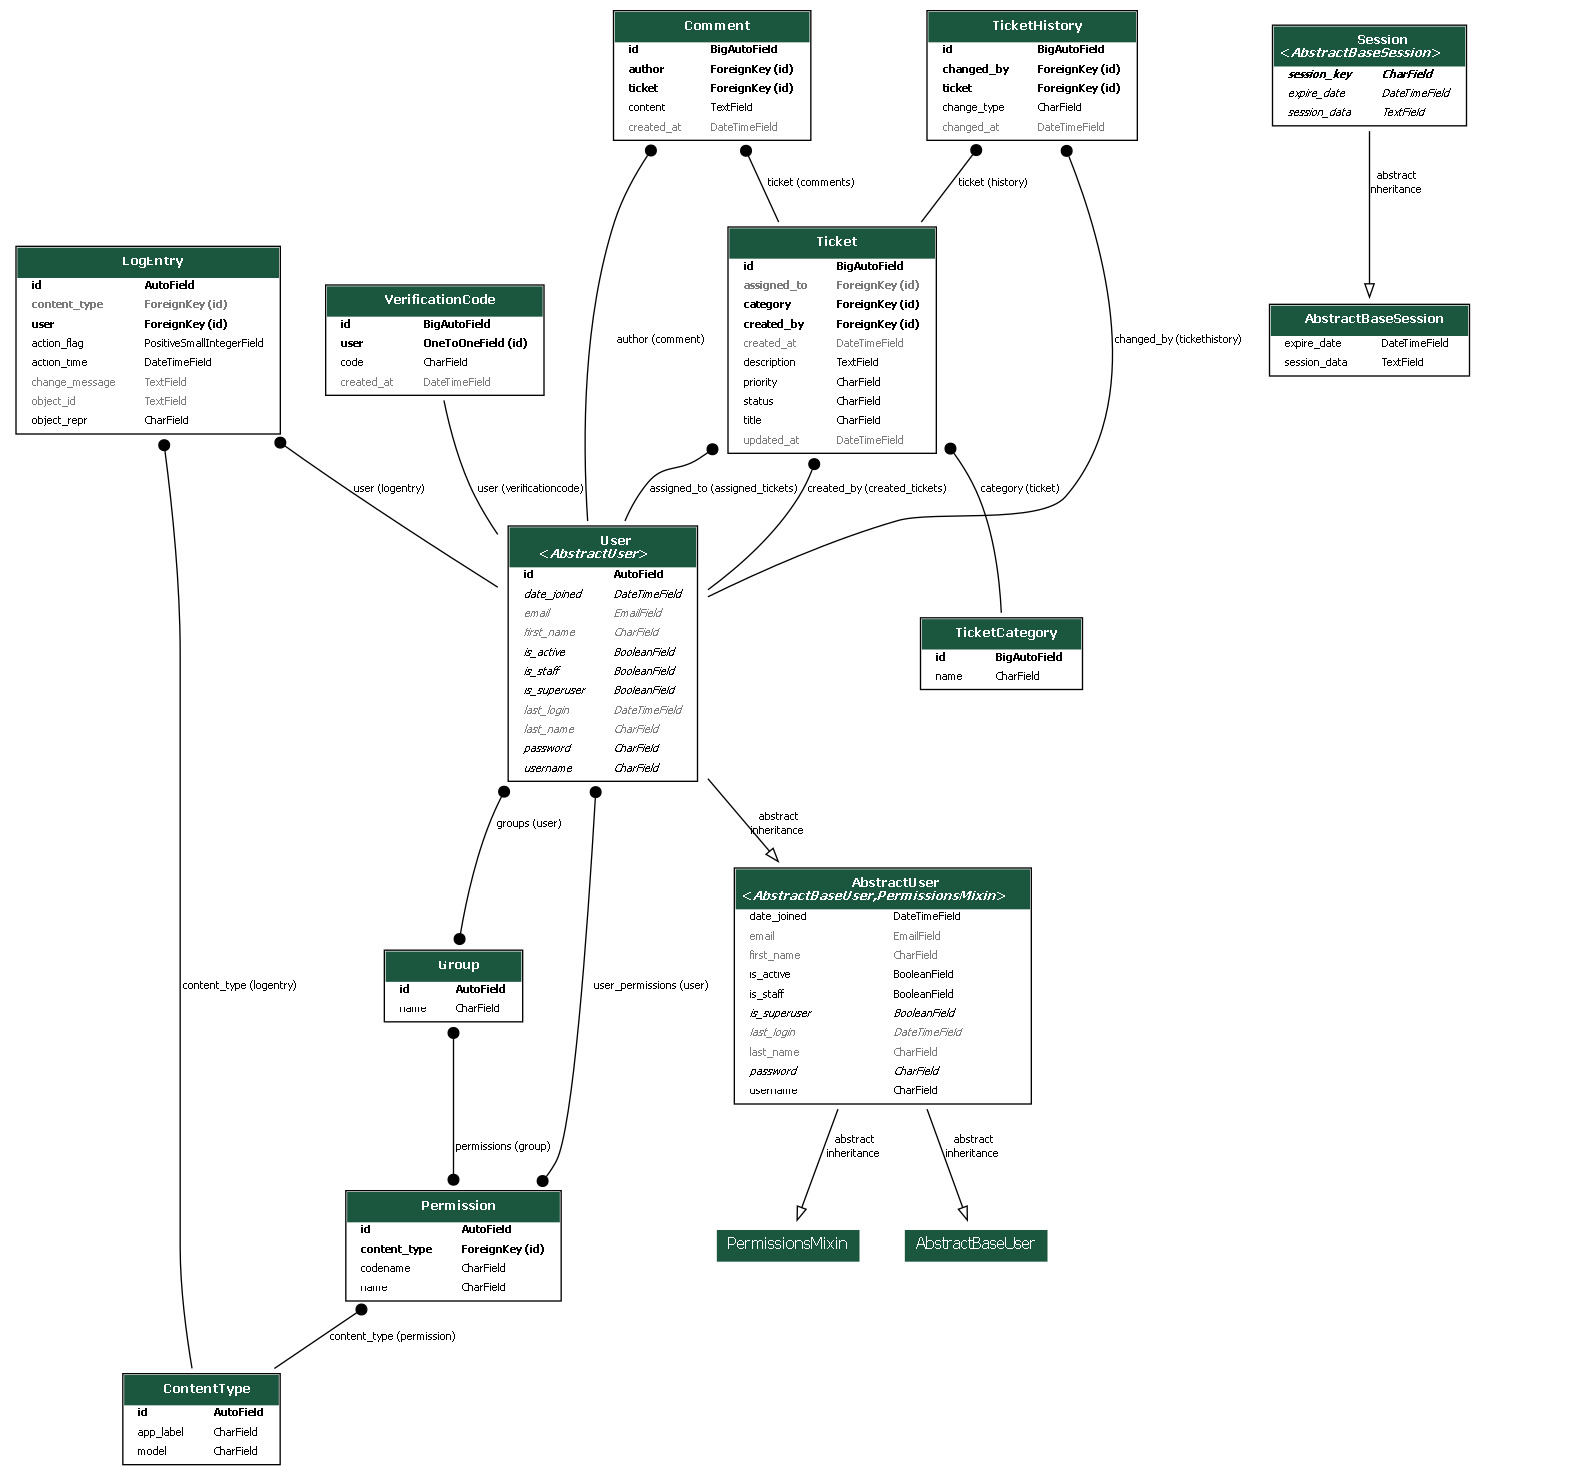 Comment
id BigAutoField
author ForeignKey (id)
ticket ForeignKey (id)
content TextField
created_at DateTimeField
TicketHistory
id BigAutoField
changed_by ForeignKey (id)
ticket ForeignKey (id)
change_type CharField
changed_at DateTimeField
Session
<AbstractBaseSession>
session_key CharField
expire_date DateTimeField
session_data TextField
ticket (comments)
ticket (history)
abstract
inheritance
LogEntry
id AutoField
content_type ForeignKey (id)
user ForeignKey (id)
action_flag PositiveSmallIntegerField
action_time DateTimeField
change_message TextField
object_id TextField
object_repr CharField
VerificationCode
id BigAutoField
user OneToOneField (id)
code CharField
created_at DateTimeField
author (comment)
Ticket
id BigAutoField
assigned_to ForeignKey (id)
category ForeignKey (id)
created_by ForeignKey (id)
created_at DateTimeField
description TextField
priority CharField
status CharField
title CharField
updated_at DateTimeField
changed_by (tickethistory)
AbstractBaseSession
expire_date DateTimeField
session_data TextField
user (logentry)
user (verificationcode)
assigned_to (assigned_tickets)
created_by (created_tickets)
category (ticket)
User
<AbstractUser>
id AutoField
date_joined DateTimeField
email EmailField
first_name CharField
is_active BooleanField
is_staff BooleanField
is_superuser BooleanField
last_login DateTimeField
last_name CharField
password CharField
username CharField
TicketCategory
id BigAutoField
name CharField
groups (user)
abstract
inheritance
AbstractUser
<AbstractBaseUser,PermissionsMixin>
date_joined DateTimeField
email EmailField
first_name CharField
is_active BooleanField
is_staff BooleanField
is_superuser BooleanField
last_login DateTimeField
last_name CharField
password CharField
username CharField
Group
id AutoField
name CharField
content_type (logentry)
user_permissions (user)
permissions (group)
abstract
inheritance
abstract
inheritance
Permission
id AutoField
content_type ForeignKey (id)
codename CharField
name CharField
PermissionsMixin
AbstractBaseUser
content_type (permission)
ContentType
id AutoField
app_label CharField
model CharField